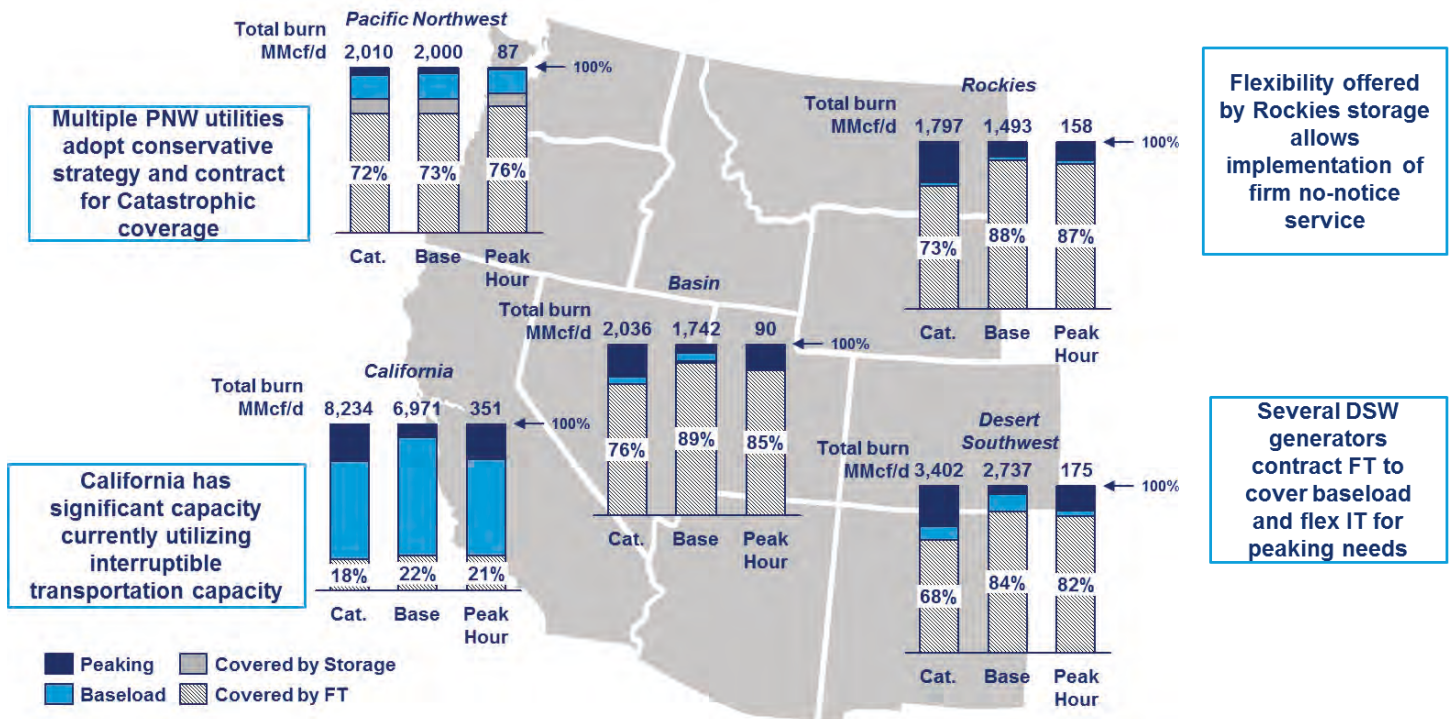 Pacific Northwest
Total burn
MMcf/d
2,010 2,000 87
100%
72% 73% 76%
Cat. Base Peak
Hour
Multiple PNW utilities
adopt conservative
strategy and contract
for Catastrophic
coverage
Rockies
Total burn
MMcf/d
1,797 1,493 158
100%
73% 88% 87%
Cat. Base Peak
Hour
Flexibility offered
by Rockies storage
allows
implementation of
firm no-notice
service
Basin
Total burn
MMcf/d
2,036 1,742 90
100%
76% 89% 85%
Cat. Base Peak
Hour
California
Total burn
MMcf/d
8,234 6,971 351
100%
18% 22% 21%
Cat. Base Peak
Hour
California has
significant capacity
currently utilizing
interruptible
transportation capacity
Desert
Southwest
Total burn
MMcf/d
3,402 2,737 175
100%
68% 84% 82%
Cat. Base Peak
Hour
Several DSW
generators
contract FT to
cover baseload
and flex IT for
peaking needs
Peaking Covered by Storage
Baseload Covered by FT